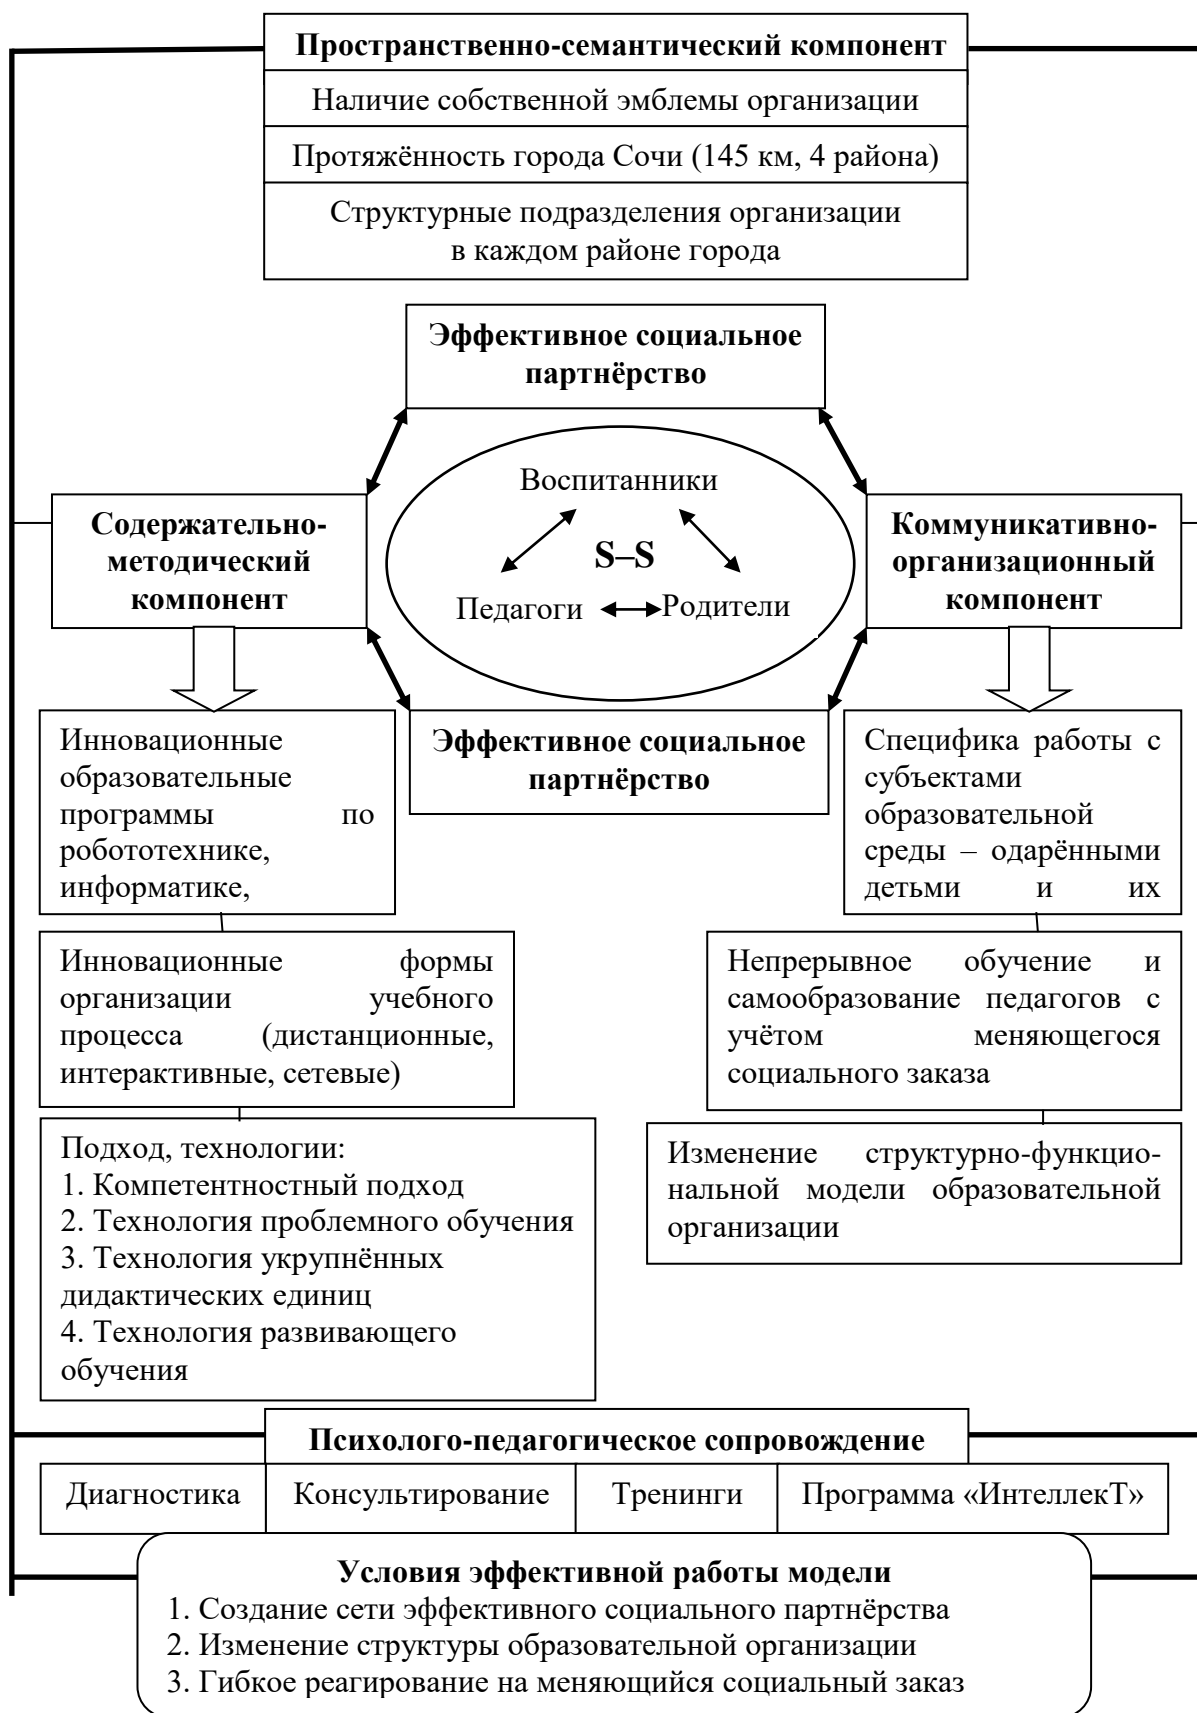 Пространственно-семантический компонент
Наличие собственной эмблемы организации
Протяжённость города Сочи (145 км, 4 района)
Структурные подразделения организации
в каждом районе города
Эффективное социальное
партнёрство
Воспитанники
S–S
Педагоги
Родители
Содержательно-
методический
компонент
Коммуникативно-
организационный
компонент
Эффективное социальное
партнёрство
Инновационные
образовательные
программы по
робототехнике,
информатике,
Инновационные формы
организации учебного
процесса (дистанционные,
интерактивные, сетевые)
Подход, технологии:
1. Компетентностный подход
2. Технология проблемного обучения
3. Технология укрупнённых
дидактических единиц
4. Технология развивающего
обучения
Специфика работы с
субъектами
образовательной
среды – одарёнными
детьми и их
Непрерывное обучение и
самообразование педагогов с
учётом меняющегося
социального заказа
Изменение структурно-функцио-
нальной модели образовательной
организации
Психолого-педагогическое сопровождение
Диагностика
Консультирование
Тренинги
Программа «ИнтеллекТ»
Условия эффективной работы модели
1. Создание сети эффективного социального партнёрства
2. Изменение структуры образовательной организации
3. Гибкое реагирование на меняющийся социальный заказ